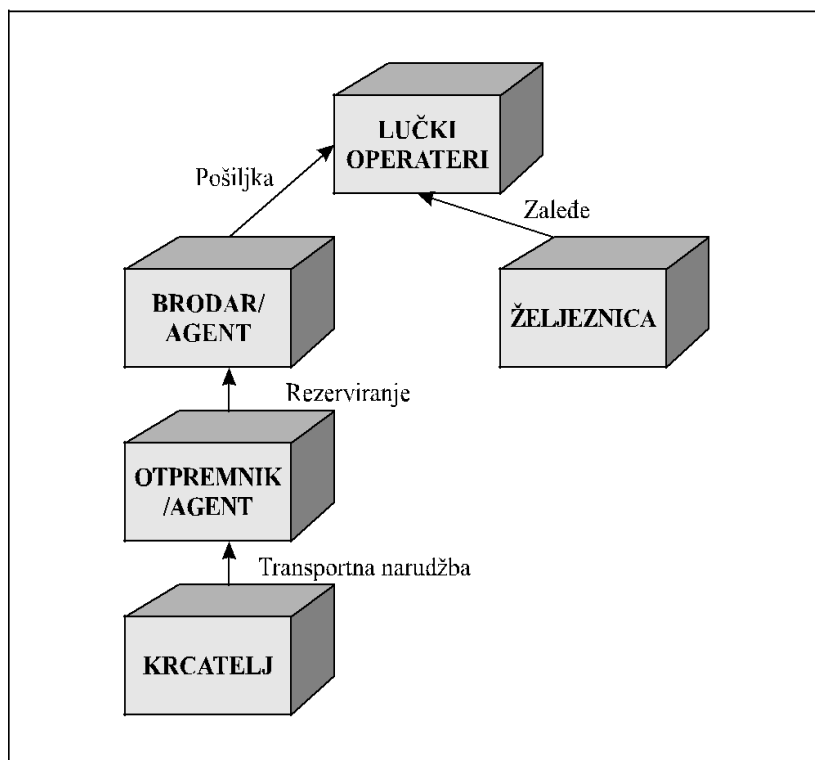 LUČKI
OPERATERI
Pošiljka
Zaleđe
BRODAR/
AGENT
ŽELJEZNICA
Rezerviranje
OTPREMNIK
/AGENT
Transportna narudžba
KRCATELJ